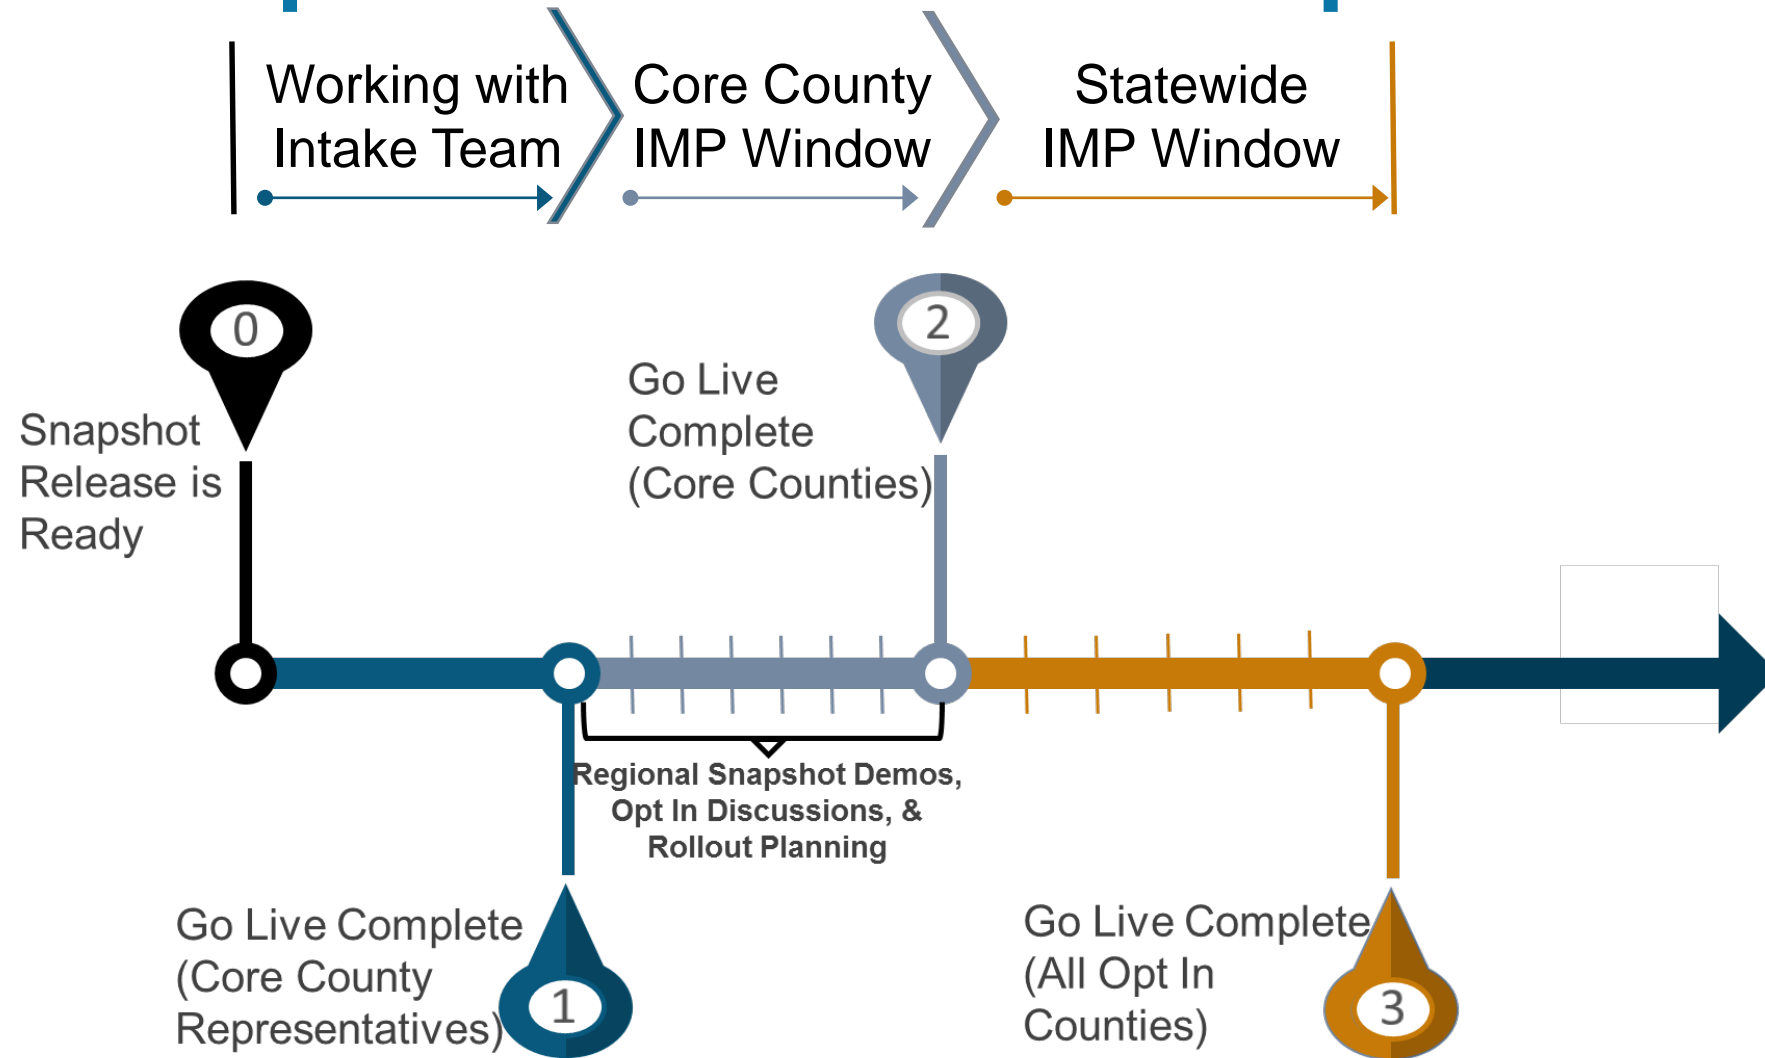 Working with
Intake Team
Core County
IMP Window
Statewide
IMP Window
0
Snapshot
Release is
Ready
2
Go Live
Complete
(Core Counties)
Regional Snapshot Demos,
Opt In Discussions, &
Rollout Planning
Go Live Complete
(Core County
Representatives)
1
Go Live Complete
(All Opt In
Counties)
3